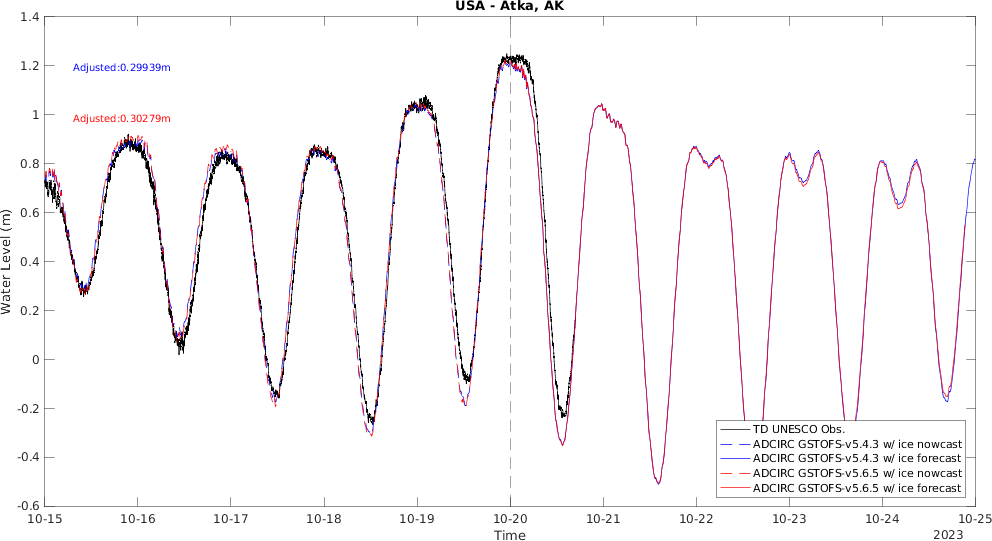 USA - Atka, AK
1.4
1.2
1
0.8
0.6
0.4
0.2
0
-0.2
-0.4
-0.6
Water Level (m)
Adjusted:0.29939m
Adjusted:0.30279m
TD UNESCO Obs.
ADCIRC GSTOFS-v5.4.3 w/ ice nowcast
ADCIRC GSTOFS-v5.4.3 w/ ice forecast
ADCIRC GSTOFS-v5.6.5 w/ ice nowcast
ADCIRC GSTOFS-v5.6.5 w/ ice forecast
10-15 10-16 10-17 10-18 10-19 10-20 10-21 10-22 10-23 10-24 10-25
Time
2023